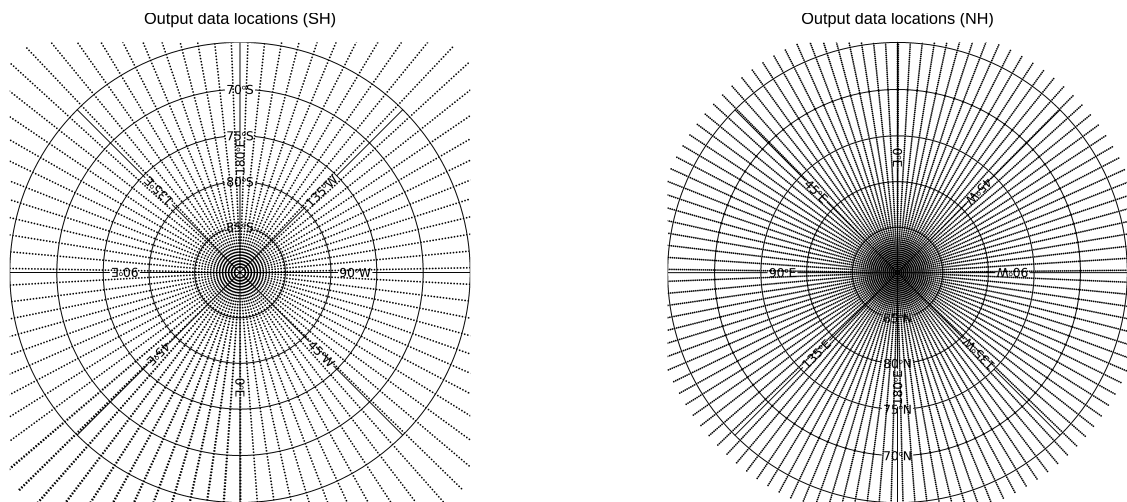 Output data locations (SH)
70°S
75°S
180°E
80°S
135°E
135°W
85°S
90°E
90°W
45°E
45°W
0°E
Output data locations (NH)
0°E
45°E
45°W
90°E
90°W
85°N
135°E
135°W
80°N
180°E
75°N
70°N